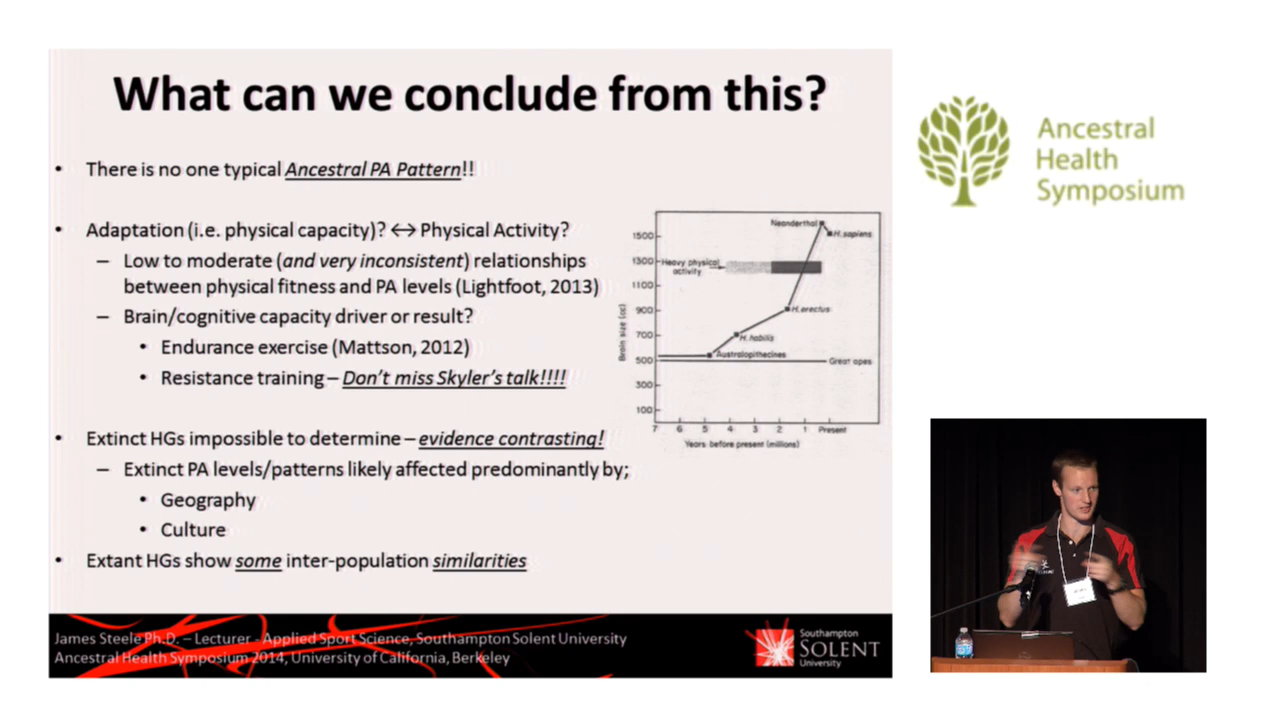 What can we conclude from this?
• There is no one typical Ancestral PA Pattern!!
• Adaptation (i.e. physical capacity)? ↔ Physical Activity?
– Low to moderate (and very inconsistent) relationships
between physical fitness and PA levels (Lightfoot, 2013)
– Brain/cognitive capacity driver or result?
• Endurance exercise (Mattson, 2012)
• Resistance training – Don't miss Skyler's talk!!!!
• Extinct HGs impossible to determine – evidence contrasting!
– Extinct PA levels/patterns likely affected predominantly by;
• Geography
• Culture
• Extant HGs show some inter-population similarities
Brain size (cc)
1500
1300
1100
900
700
500
300
100
Neanderthal
H. sapiens
Heavy physical
activity
H. erectus
H. habilis
Australopithecines
Great apes
7 6 5 4 3 2 1 Present
Years before present (millions)
James Steele Ph.D. – Lecturer - Applied Sport Science, Southampton Solent University
Ancestral Health Symposium 2014, University of California, Berkeley
Southampton
SOLENT
University
Ancestral
Health
Symposium